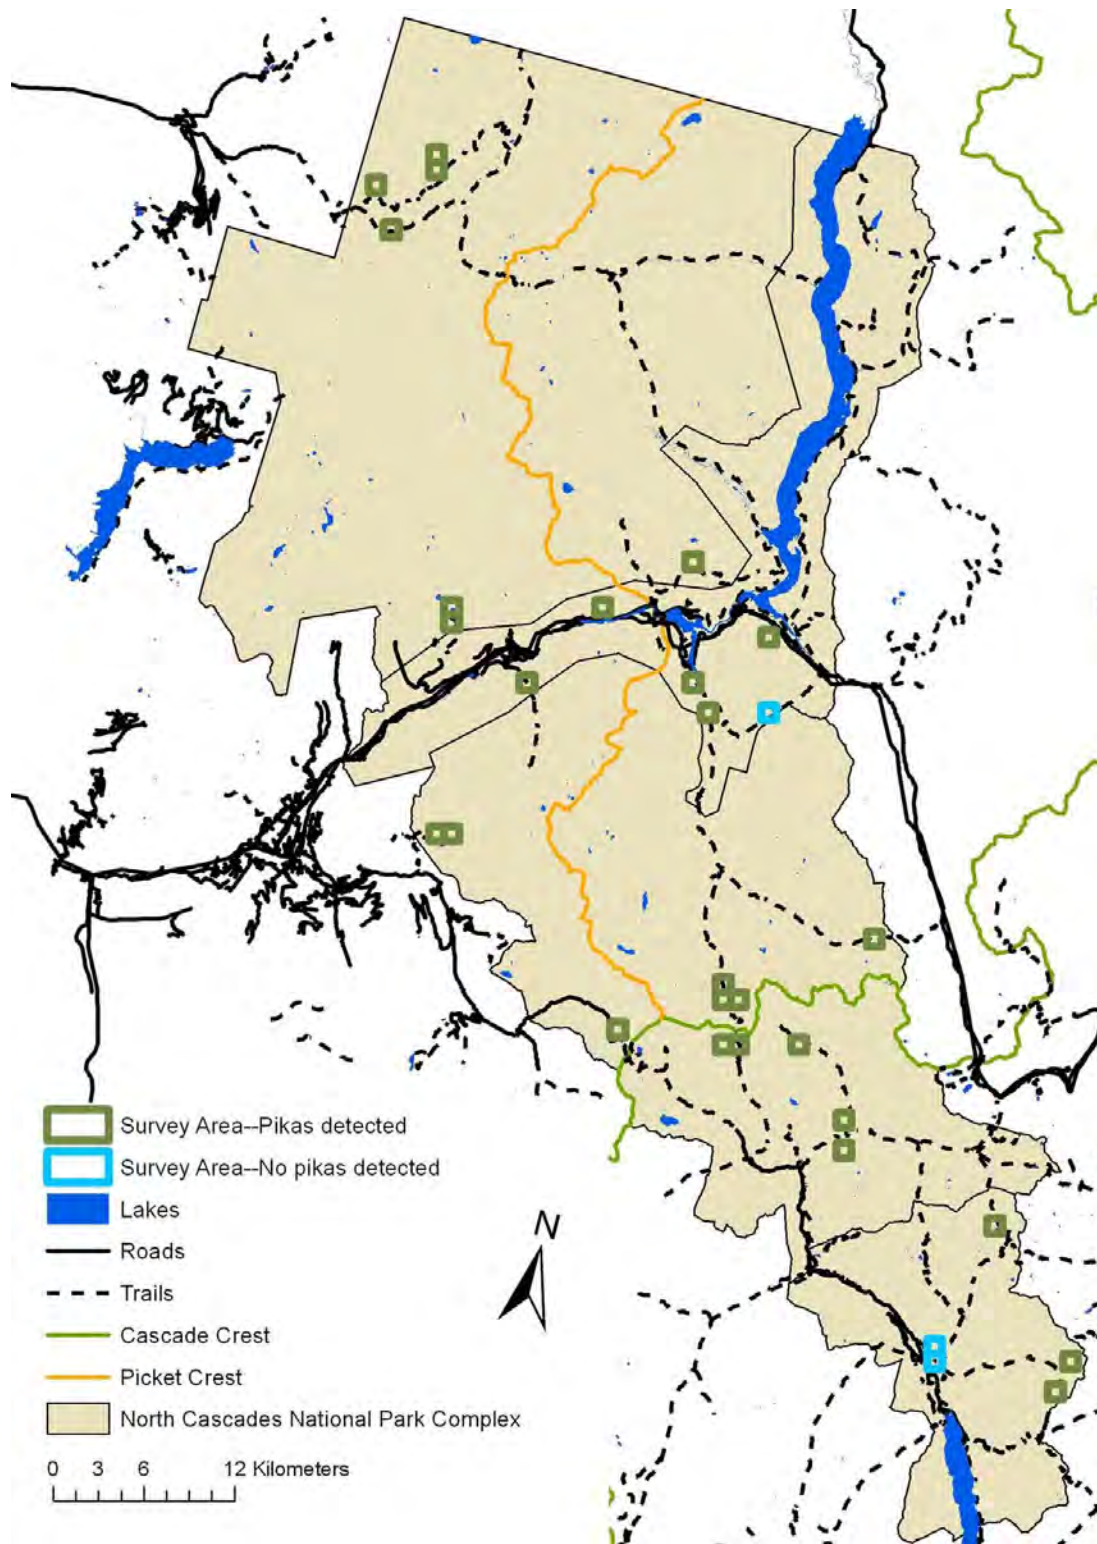 N
Survey Area--Pikas detected
Survey Area--No pikas detected
Lakes
Roads
Trails
Cascade Crest
Picket Crest
North Cascades National Park Complex
0 3 6 12 Kilometers